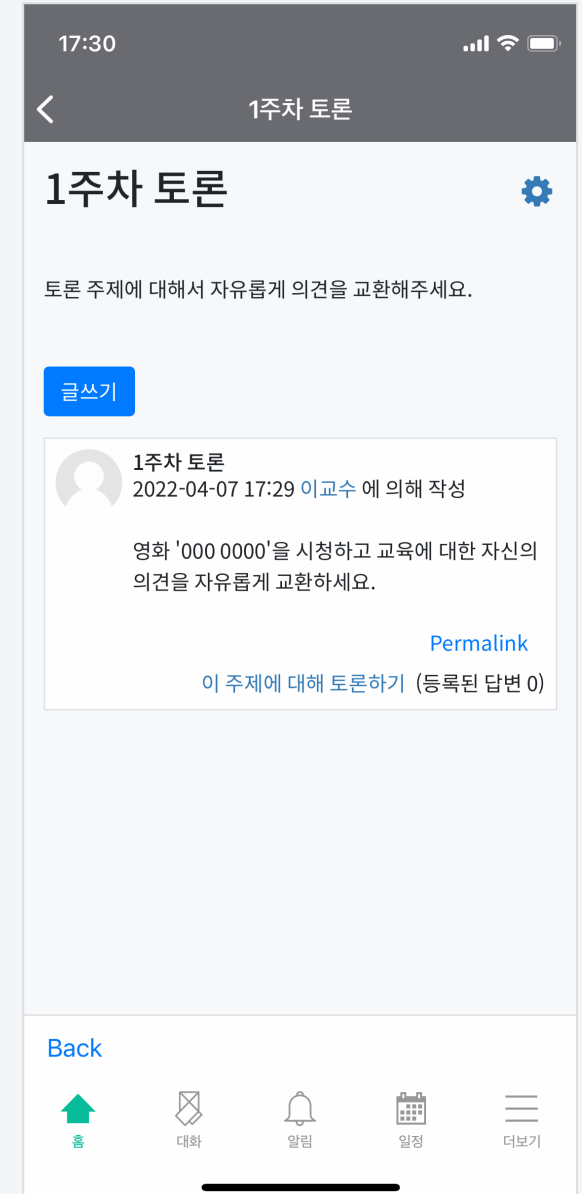 17:30
1주차 토론
1주차 토론
토론 주제에 대해서 자유롭게 의견을 교환해주세요.
글쓰기
1주차 토론
2022-04-07 17:29 이교수 에 의해 작성
영화 '000 0000'을 시청하고 교육에 대한 자신의
의견을 자유롭게 교환하세요.
Permalink
이 주제에 대해 토론하기 (등록된 답변 0)
Back
홈 대화 알림 일정 더보기